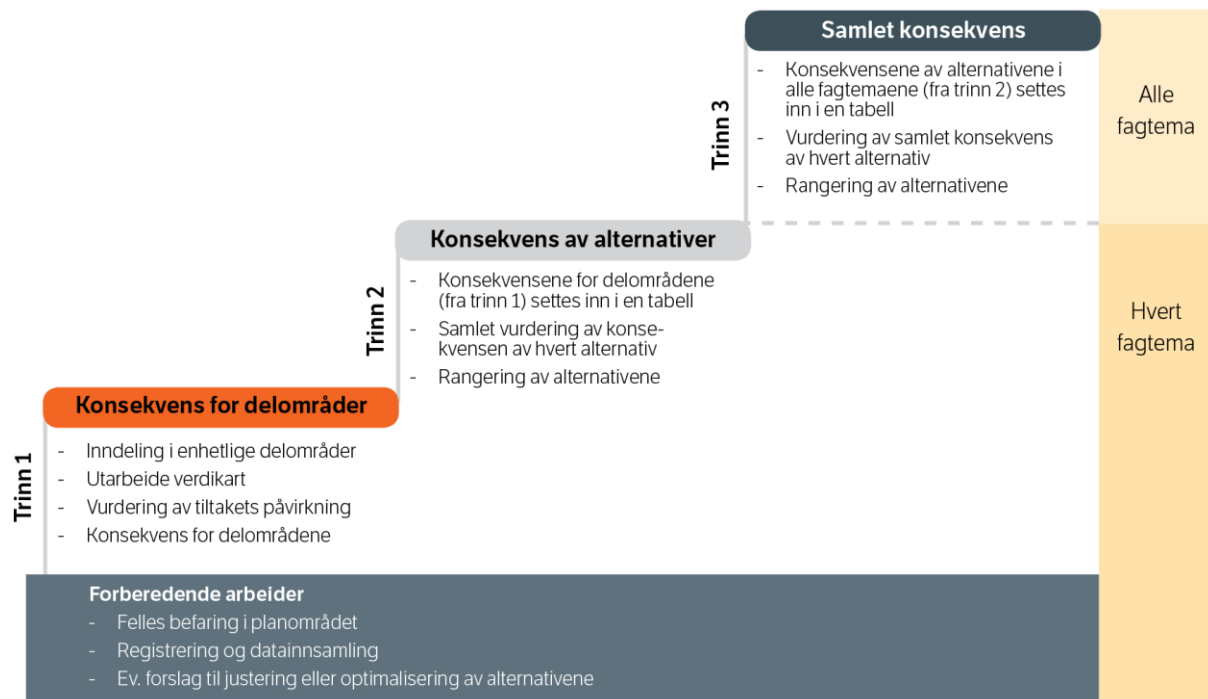 Samlet konsekvens
- Konsekvensene av alternativene i
alle fagtemaene (fra trinn 2) settes
inn i en tabell
- Vurdering av samlet konsekvens
av hvert alternativ
- Rangering av alternativene
Trinn 3
Alle
fagtema
Konsekvens av alternativer
- Konsekvensene for delområdene
(fra trinn 1) settes inn i en tabell
- Samlet vurdering av konse-
kvensen av hvert alternativ
- Rangering av alternativene
Trinn 2
Hvert
fagtema
Konsekvens for delområder
- Inndeling i enhetlige delområder
- Utarbeide verdikart
- Vurdering av tiltakets påvirkning
- Konsekvens for delområdene
Trinn 1
Forberedende arbeider
- Felles befaring i planområdet
- Registrering og datainnsamling
- Ev. forslag til justering eller optimalisering av alternativene